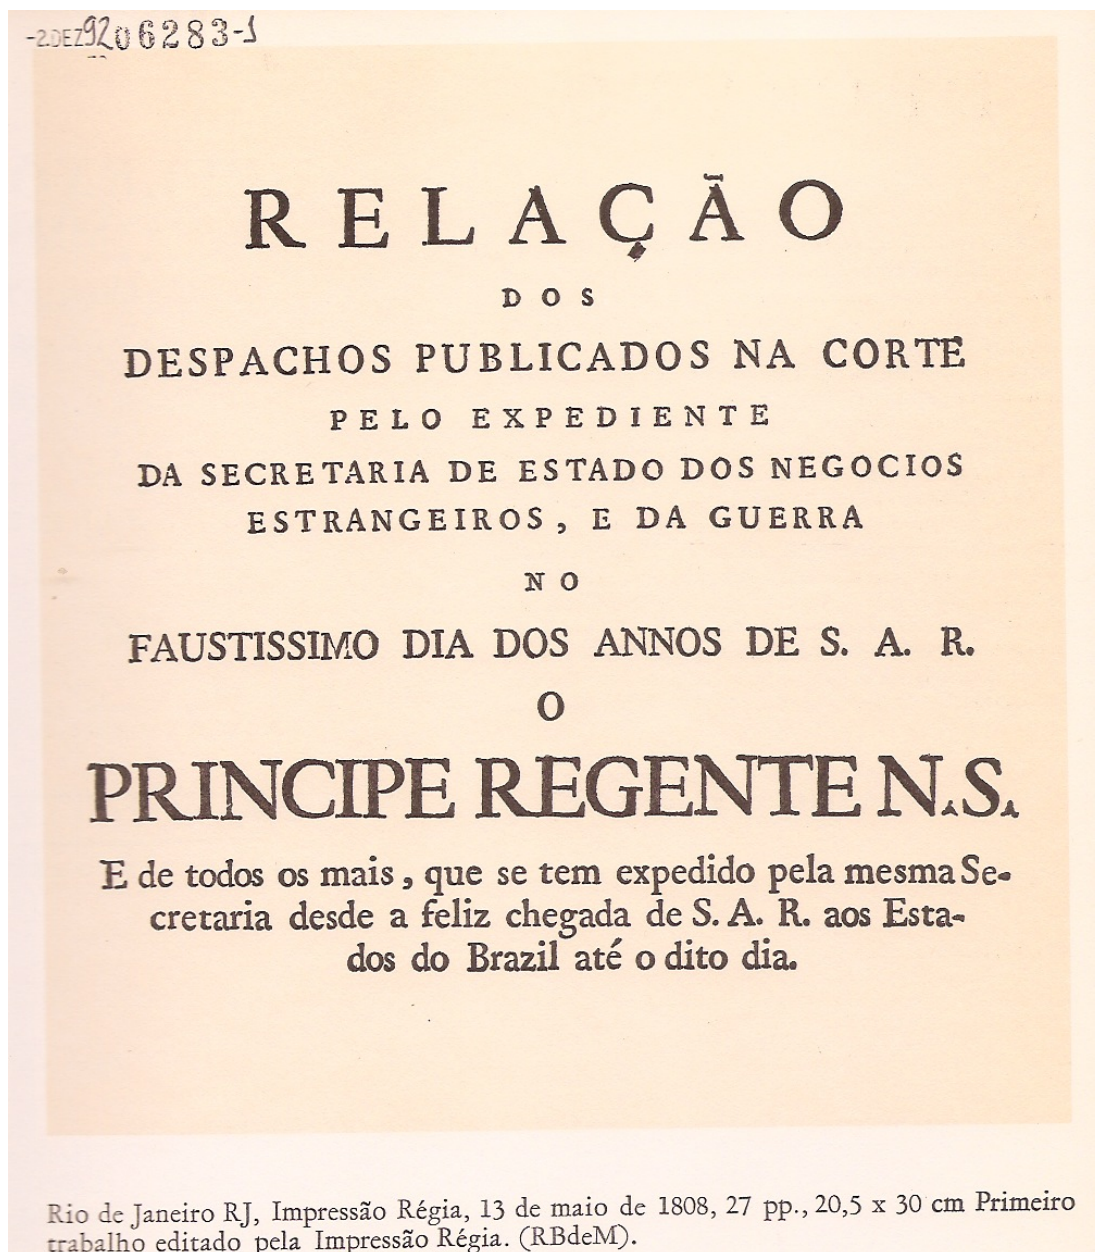 -2.DEZ 92 06283-1
RELAÇÃO
DOS
DESPACHOS PUBLICADOS NA CORTE
PELO EXPEDIENTE
DA SECRETARIA DE ESTADO DOS NEGOCIOS
ESTRANGEIROS, E DA GUERRA
NO
FAUSTISSIMO DIA DOS ANNOS DE S. A. R.
O
PRINCIPE REGENTE N. S.
E de todos os mais, que se tem expedido pela mesma Se-
cretaria desde a feliz chegada de S. A. R. aos Esta-
dos do Brazil até o dito dia.
Rio de Janeiro RJ, Impressão Régia, 13 de maio de 1808, 27 pp., 20,5 x 30 cm Primeiro
trabalho editado pela Impressão Régia. (RBdeM).